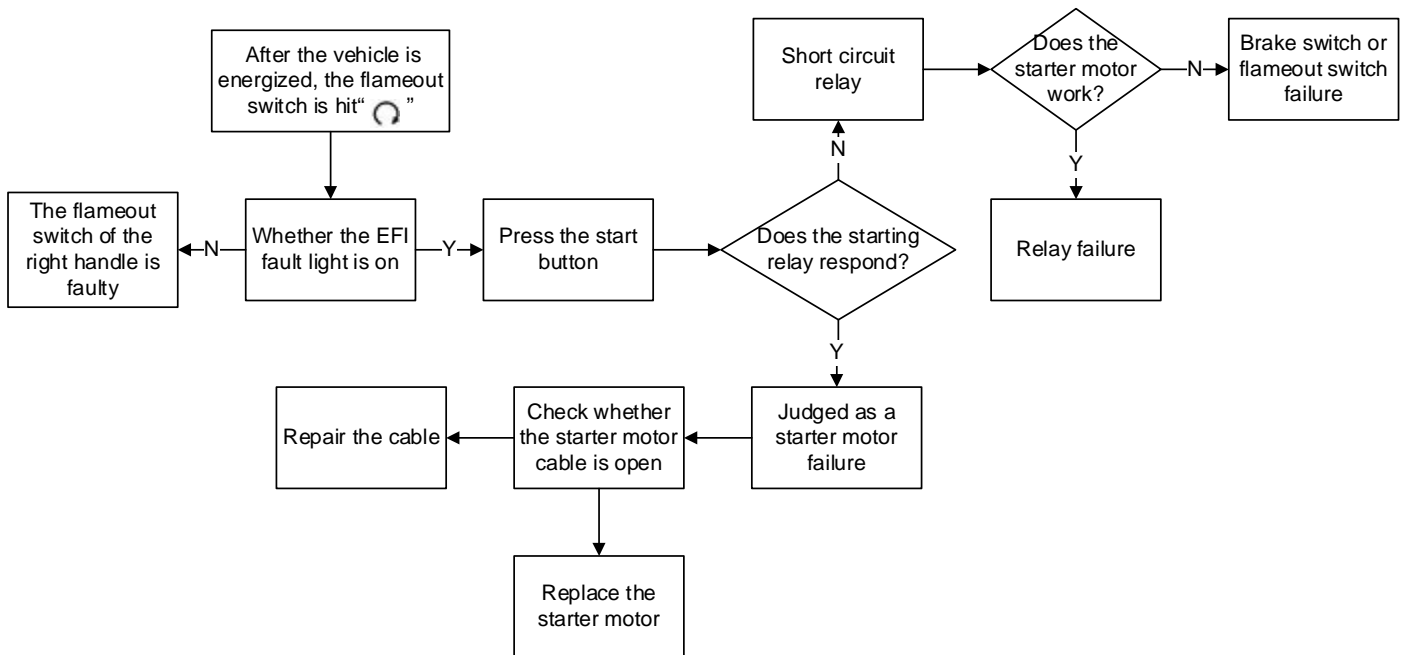 After the vehicle is
energized, the flameout
switch is hit“ ”
Short circuit
relay
Does the
starter motor
work?
N
Brake switch or
flameout switch
failure
N
Y
The flameout
switch of the
right handle is
faulty
N
Whether the EFI
fault light is on
Y
Press the start
button
Does the starting
relay respond?
Relay failure
Y
Repair the cable
Check whether
the starter motor
cable is open
Judged as a
starter motor
failure
Replace the
starter motor